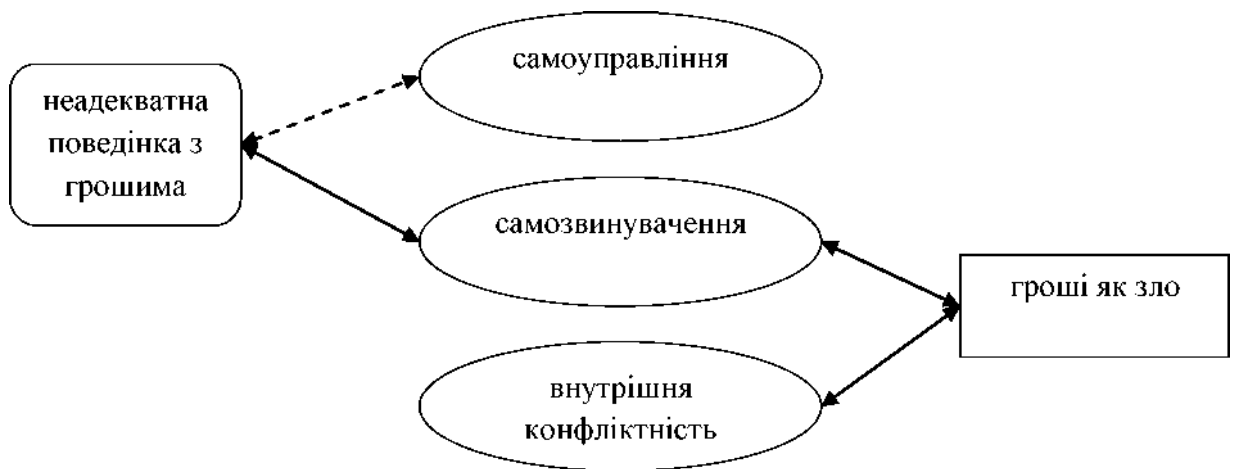 самоуправління
неадекватна
поведінка з
грошима
самозвинувачення
гроші як зло
внутрішня
конфліктність